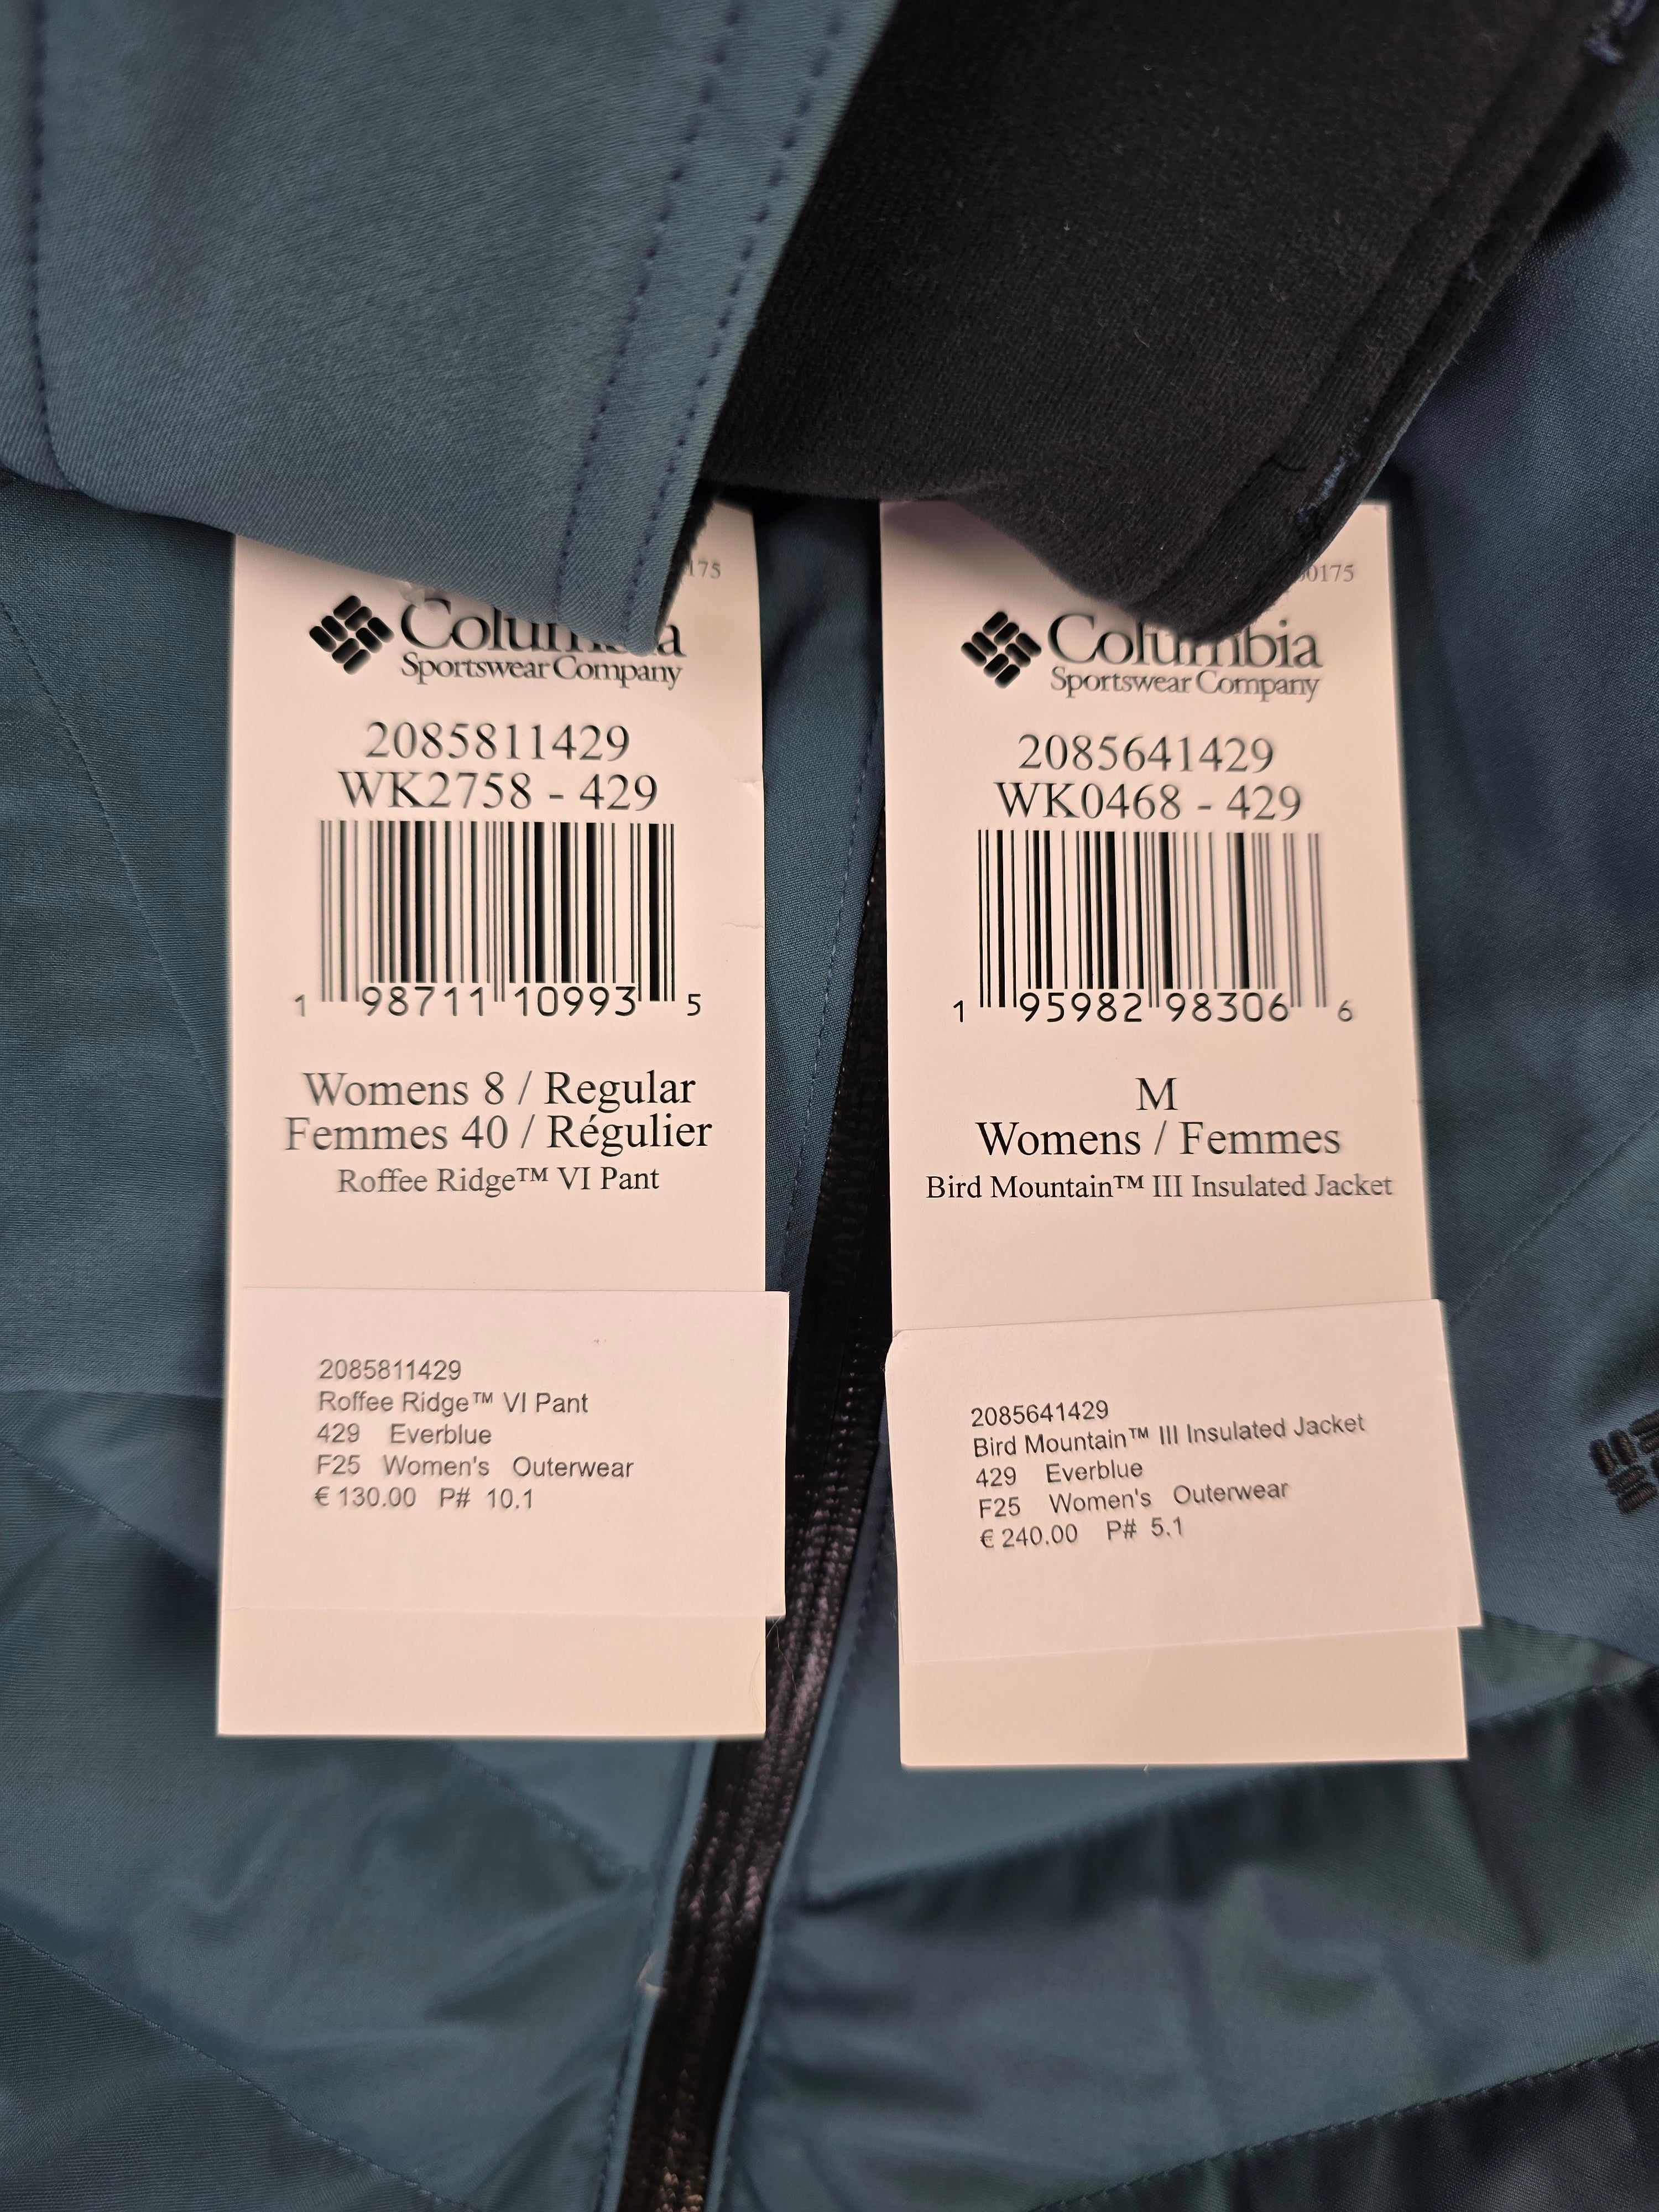 175
Columbia
Sportswear Company
2085811429
WK2758 - 429
1 98711 10993 5
Womens 8 / Regular
Femmes 40 / Régulier
Roffee Ridge™ VI Pant
2085811429
Roffee Ridge™ VI Pant
429 Everblue
F25 Women's Outerwear
€ 130.00 P# 10.1
00175
Columbia
Sportswear Company
2085641429
WK0468 - 429
1 95982 98306 6
M
Womens / Femmes
Bird Mountain™ III Insulated Jacket
2085641429
Bird Mountain™ III Insulated Jacket
429 Everblue
F25 Women's Outerwear
€ 240.00 P# 5.1